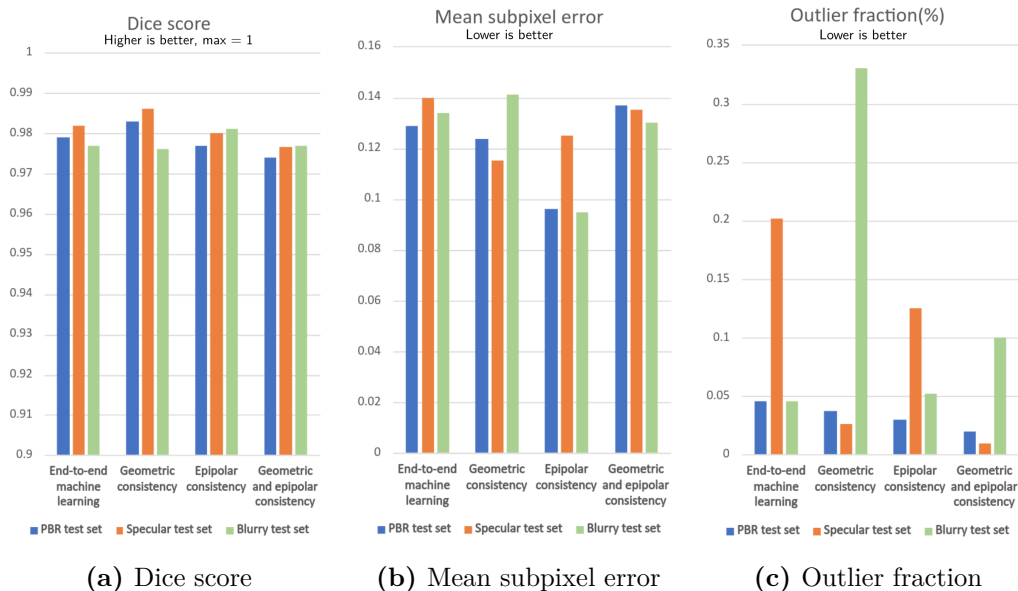 Dice score
Higher is better, max = 1
1
0.99
0.98
0.97
0.96
0.95
0.94
0.93
0.92
0.91
0.9
End-to-end machine learning
Geometric consistency
Epipolar consistency
Geometric and epipolar consistency
PBR test set Specular test set Blurry test set
(a) Dice score
Mean subpixel error
Lower is better
0.16
0.14
0.12
0.1
0.08
0.06
0.04
0.02
0
End-to-end machine learning
Geometric consistency
Epipolar consistency
Geometric and epipolar consistency
PBR test set Specular test set Blurry test set
(b) Mean subpixel error
Outlier fraction(%)
Lower is better
0.35
0.3
0.25
0.2
0.15
0.1
0.05
0
End-to-end machine learning
Geometric consistency
Epipolar consistency
Geometric and epipolar consistency
PBR test set Specular test set Blurry test set
(c) Outlier fraction